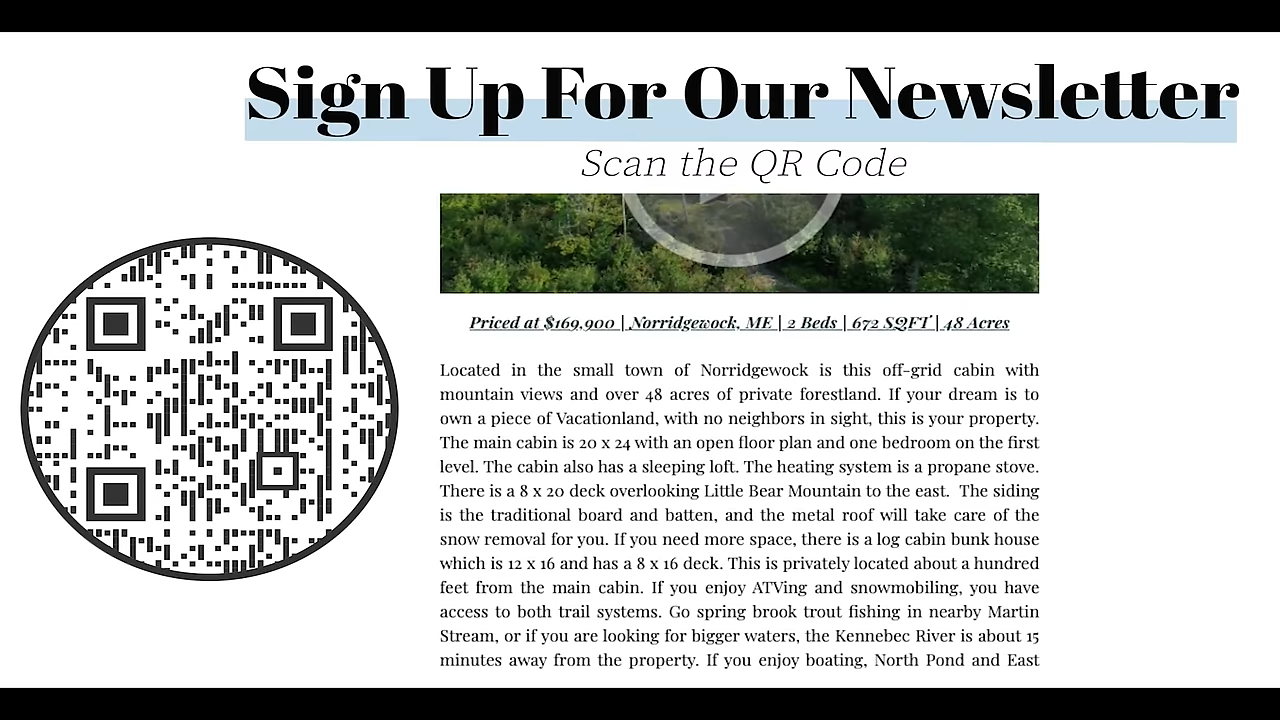 Sign Up For Our Newsletter
Scan the QR Code
Priced at $169,900 | Norridgewock, ME | 2 Beds | 672 SQFT | 48 Acres
Located in the small town of Norridgewock is this off-grid cabin with
mountain views and over 48 acres of private forestland. If your dream is to
own a piece of Vacationland, with no neighbors in sight, this is your property.
The main cabin is 20 x 24 with an open floor plan and one bedroom on the first
level. The cabin also has a sleeping loft. The heating system is a propane stove.
There is a 8 x 20 deck overlooking Little Bear Mountain to the east. The siding
is the traditional board and batten, and the metal roof will take care of the
snow removal for you. If you need more space, there is a log cabin bunk house
which is 12 x 16 and has a 8 x 16 deck. This is privately located about a hundred
feet from the main cabin. If you enjoy ATVing and snowmobiling, you have
access to both trail systems. Go spring brook trout fishing in nearby Martin
Stream, or if you are looking for bigger waters, the Kennebec River is about 15
minutes away from the property. If you enjoy boating, North Pond and East